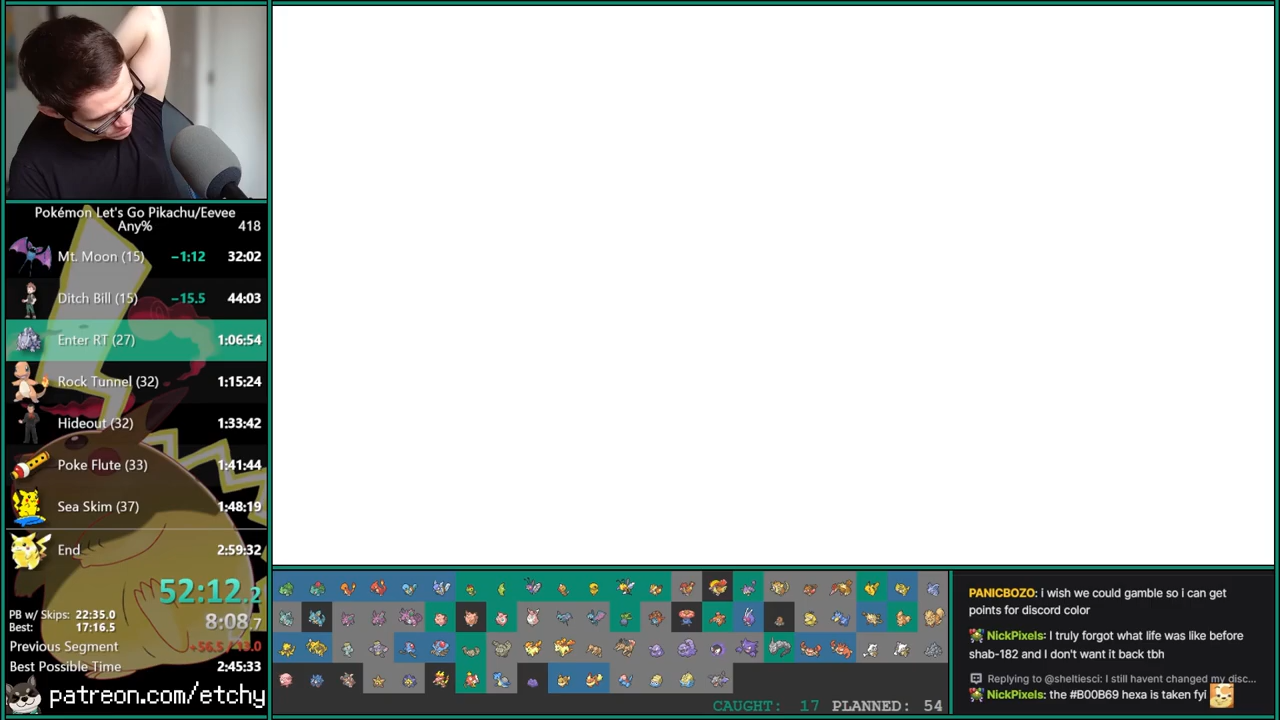 Pokémon Let's Go Pikachu/Eevee
Any% 418
Mt. Moon (15) −1:12 32:02
Ditch Bill (15) −15.5 44:03
Enter RT (27) 1:06:54
Rock Tunnel (32) 1:15:24
Hideout (32) 1:33:42
Poke Flute (33) 1:41:44
Sea Skim (37) 1:48:19
End 2:59:32
52:12.2
PB w/ Skips: 22:35.0
Best: 17:16.5
8:08.7
Previous Segment
Best Possible Time 2:45:33
patreon.com/etchy
CAUGHT: 17 PLANNED: 54
PANICBOZO: i wish we could gamble so i can get
points for discord color
NickPixels: I truly forgot what life was like before
shab-182 and I don't want it back tbh
Replying to @sheltiesci: I still havent changed my disc...
NickPixels: the #B00B69 hexa is taken fyi